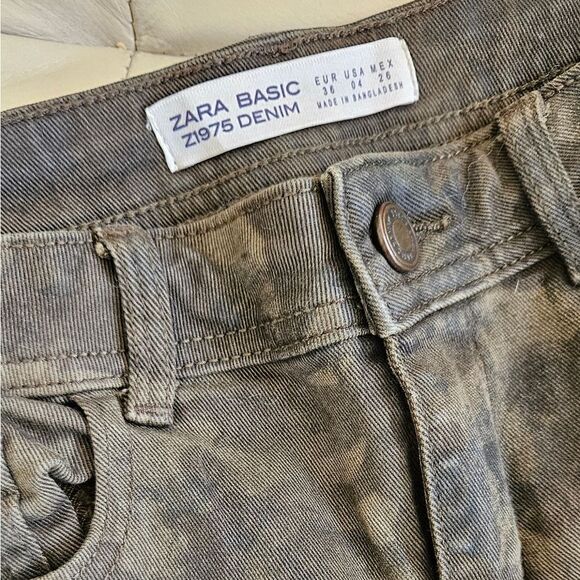 ZARA BASIC
Z1975 DENIM
EUR USA MEX
36 04 26
MADE IN BANGLADESH